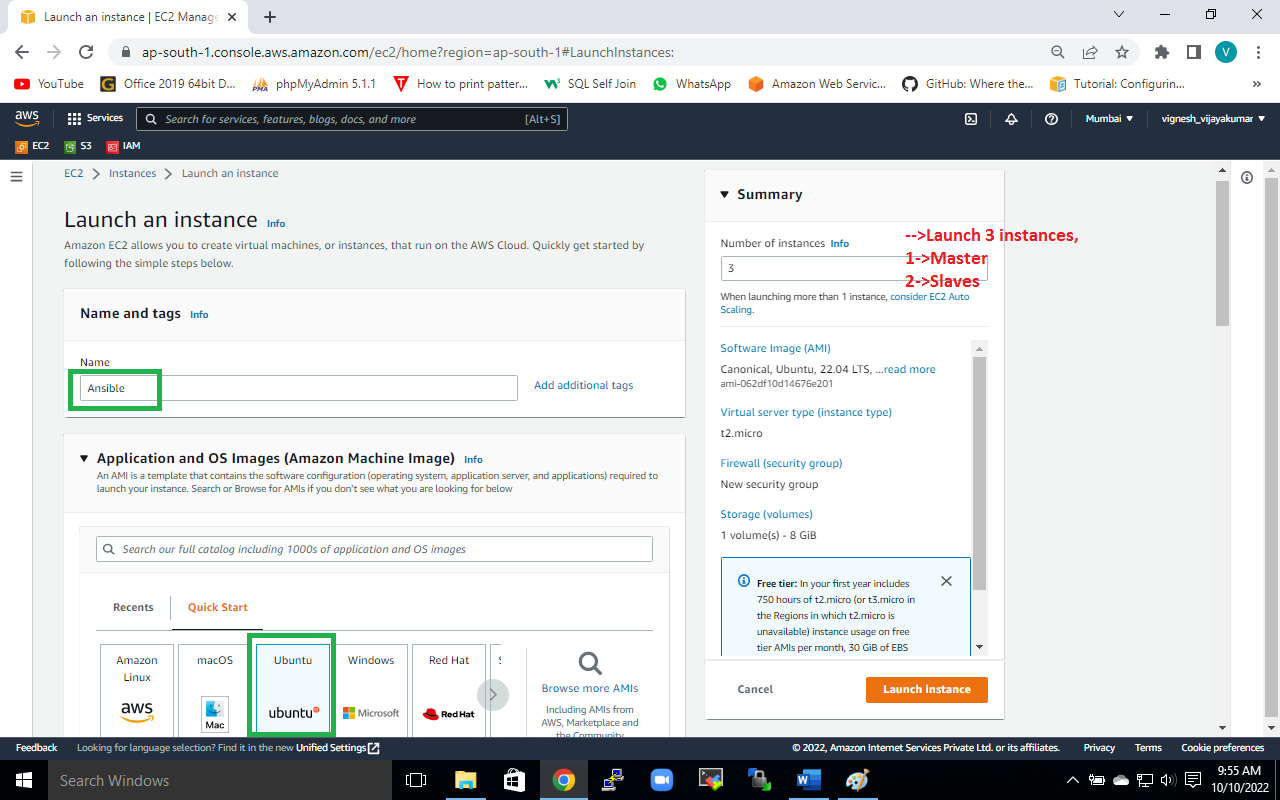 Launch an instance | EC2 Manage
ap-south-1.console.aws.amazon.com/ec2/home?region=ap-south-1#LaunchInstances:
V
YouTube
Office 2019 64bit D...
phpMyAdmin 5.1.1
How to print patter...
SQL Self Join
WhatsApp
Amazon Web Servic...
GitHub: Where the...
Tutorial: Configurin...
»
aws
Services
Search for services, features, blogs, docs, and more
[Alt+S]
Mumbai
vignesh_vijayakumar
EC2
S3
IAM
EC2
Instances
Launch an instance
Launch an instance Info
Amazon EC2 allows you to create virtual machines, or instances, that run on the AWS Cloud. Quickly get started by
following the simple steps below.
Name and tags Info
Name
Ansible
Add additional tags
Application and OS Images (Amazon Machine Image) Info
An AMI is a template that contains the software configuration (operating system, application server, and applications) required to
launch your instance. Search or Browse for AMIs if you don't see what you are looking for below
Search our full catalog including 1000s of application and OS images
Recents
Quick Start
Amazon
Linux
aws
macOS
Mac
Ubuntu
ubuntu
Windows
Microsoft
Red Hat
Red Hat
Browse more AMIs
Including AMIs from
AWS, Marketplace and
the Community
Summary
Number of instances Info
3
-->Launch 3 instances,
1->Master
2->Slaves
When launching more than 1 instance, consider EC2 Auto
Scaling.
Software Image (AMI)
Canonical, Ubuntu, 22.04 LTS, ...read more
ami-062df10d14676e201
Virtual server type (instance type)
t2.micro
Firewall (security group)
New security group
Storage (volumes)
1 volume(s) - 8 GiB
Free tier: In your first year includes
750 hours of t2.micro (or t3.micro in
the Regions in which t2.micro is
unavailable) instance usage on free
tier AMIs per month, 30 GiB of EBS
Cancel
Launch instance
Feedback
Looking for language selection? Find it in the new Unified Settings
© 2022, Amazon Internet Services Private Ltd. or its affiliates.
Privacy
Terms
Cookie preferences
Search Windows
9:55 AM
10/10/2022